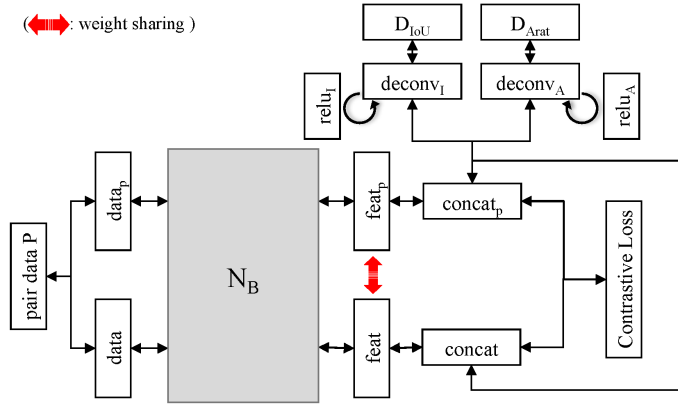 ( : weight sharing )
D_IoU
D_Arat
deconv_I
deconv_A
relu_I
relu_A
pair data P
data_p
data
N_B
feat_p
feat
concat_p
concat
Contrastive Loss